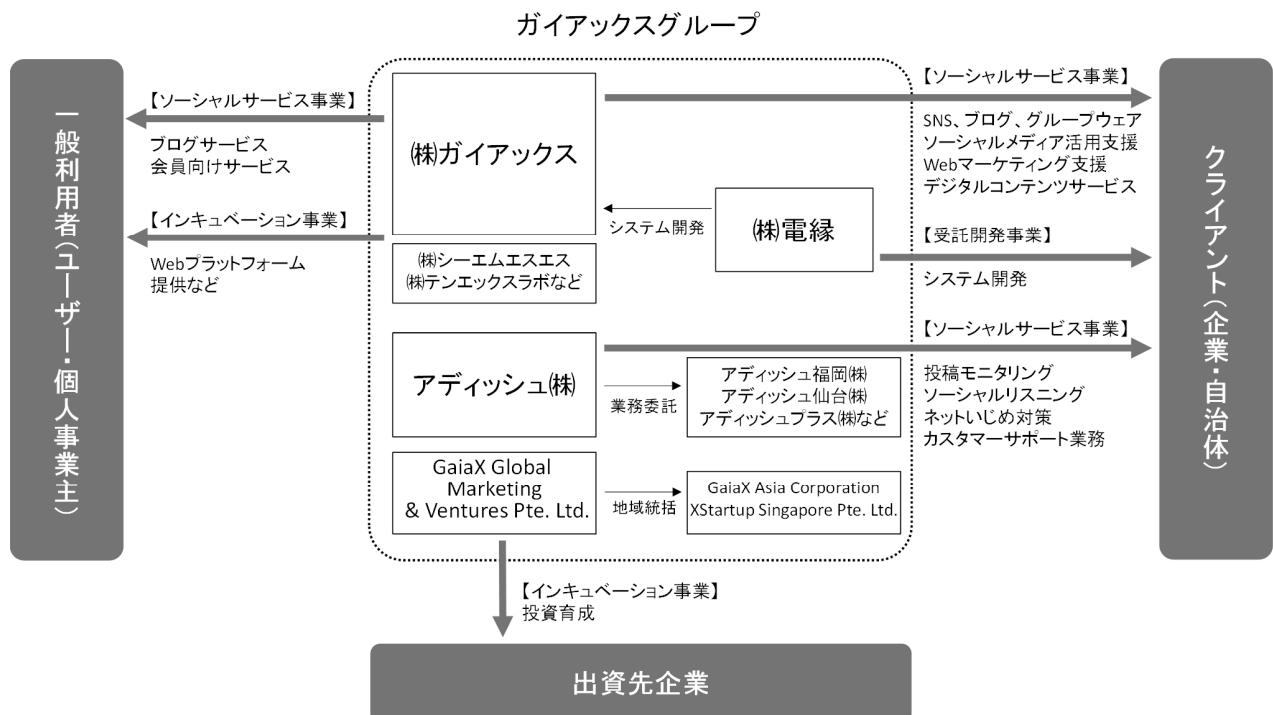 ガイアックスグループ
一般利用者(ユーザー・個人事業主)
【ソーシャルサービス事業】
ブログサービス
会員向けサービス
【インキュベーション事業】
Webプラットフォーム
提供など
㈱ガイアックス
㈱シーエムエスエス
㈱テンエックスラボなど
システム開発
㈱電縁
アディッシュ㈱
業務委託
アディッシュ福岡㈱
アディッシュ仙台㈱
アディッシュプラス㈱など
GaiaX Global
Marketing
& Ventures Pte. Ltd.
地域統括
GaiaX Asia Corporation
XStartup Singapore Pte. Ltd.
【ソーシャルサービス事業】
SNS、ブログ、グループウェア
ソーシャルメディア活用支援
Webマーケティング支援
デジタルコンテンツサービス
【受託開発事業】
システム開発
【ソーシャルサービス事業】
投稿モニタリング
ソーシャルリスニング
ネットいじめ対策
カスタマーサポート業務
クライアント(企業・自治体)
【インキュベーション事業】
投資育成
出資先企業